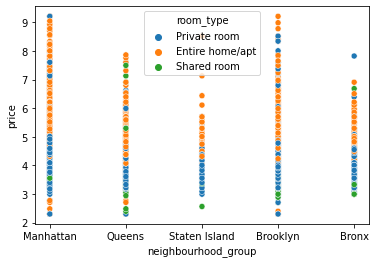 room_type
Private room
Entire home/apt
Shared room
9
8
7
6
5
4
3
2
price
Manhattan Queens Staten Island Brooklyn Bronx
neighbourhood_group